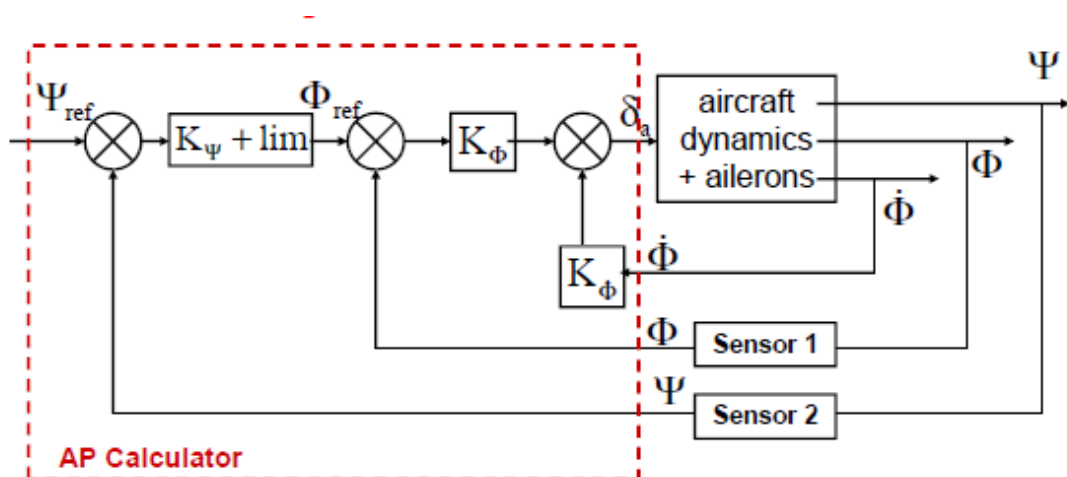 Ψref
Φref
Kψ + lim
KΦ
δa
aircraft
dynamics
+ ailerons
Ψ
Φ
Φ̇
KΦ
Φ̇
Φ
Sensor 1
Ψ
Sensor 2
AP Calculator